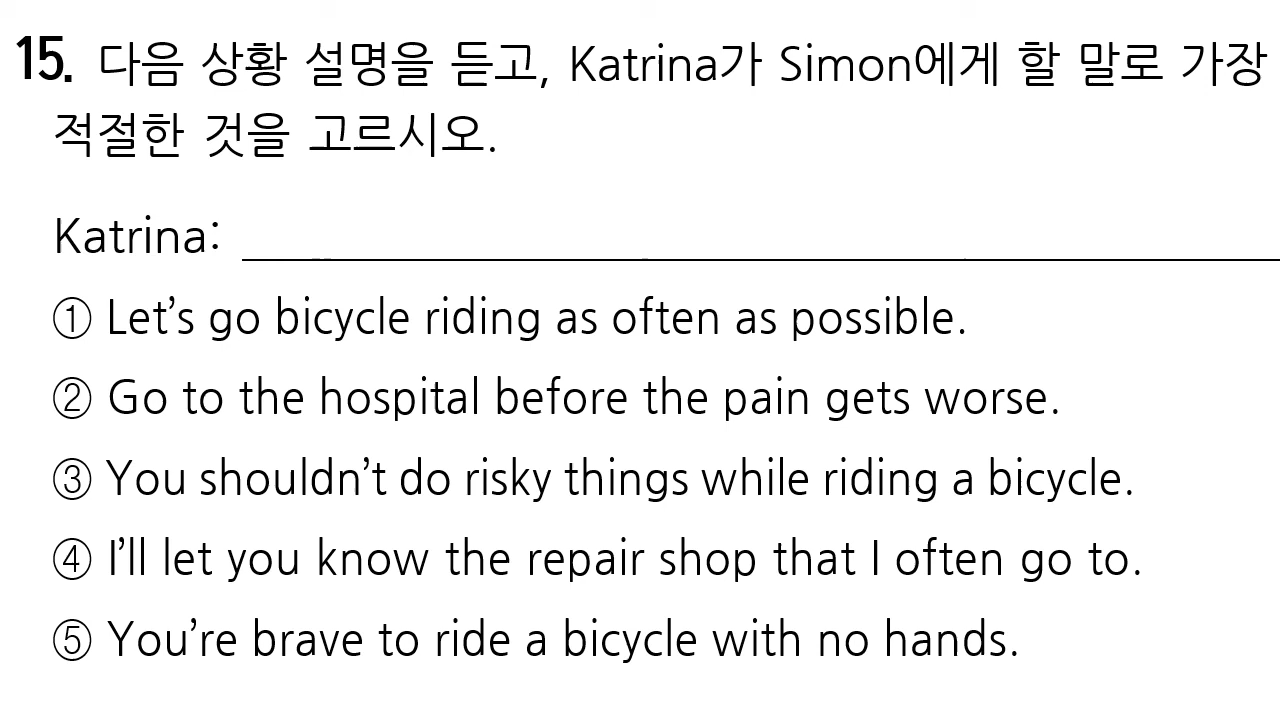 15. 다음 상황 설명을 듣고, Katrina가 Simon에게 할 말로 가장
적절한 것을 고르시오.
Katrina:
① Let’s go bicycle riding as often as possible.
② Go to the hospital before the pain gets worse.
③ You shouldn’t do risky things while riding a bicycle.
④ I’ll let you know the repair shop that I often go to.
⑤ You’re brave to ride a bicycle with no hands.